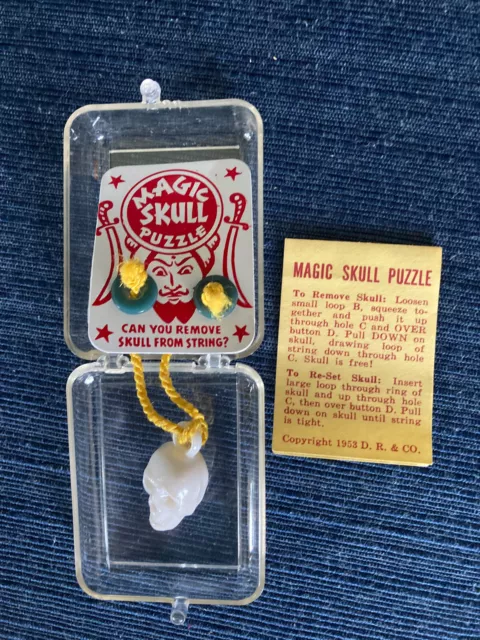 MAGIC
SKULL
PUZZLE
CAN YOU REMOVE
SKULL FROM STRING?
MAGIC SKULL PUZZLE
To Remove Skull: Loosen
small loop B, squeeze to-
gether and push it up
through hole C and OVER
button D. Pull DOWN on
skull, drawing loop of
string down through hole
C. Skull is free!
To Re-Set Skull: Insert
large loop through ring of
skull and up through hole
C, then over button D. Pull
down on skull until string
is tight.
Copyright 1953 D. R. & CO.